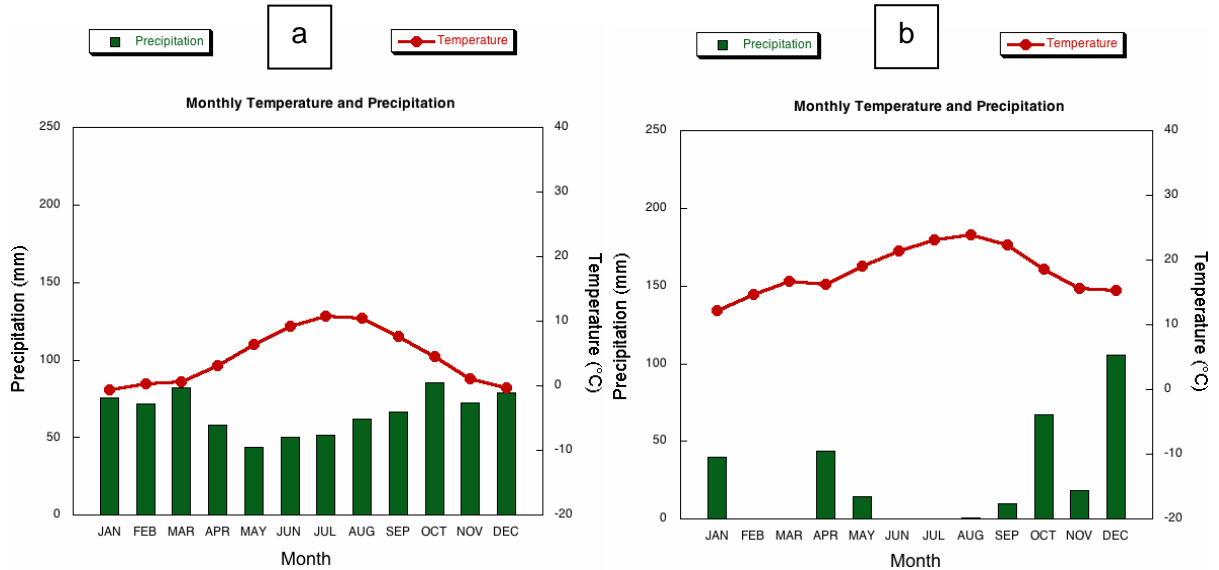 Precipitation
a
Temperature
Monthly Temperature and Precipitation
250
200
150
100
50
0
Precipitation (mm)
40
30
20
10
0
-10
-20
Temperature (°C)
JAN FEB MAR APR MAY JUN JUL AUG SEP OCT NOV DEC
Month
Precipitation
b
Temperature
Monthly Temperature and Precipitation
250
200
150
100
50
0
Precipitation (mm)
40
30
20
10
0
-10
-20
Temperature (°C)
JAN FEB MAR APR MAY JUN JUL AUG SEP OCT NOV DEC
Month